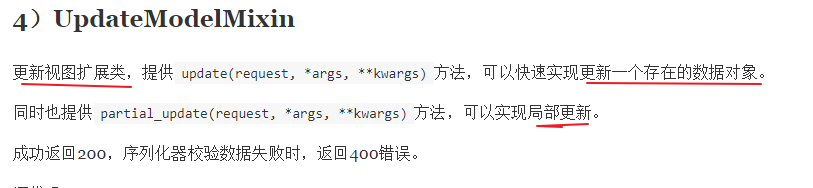 4）UpdateModelMixin
更新视图扩展类，提供 update(request, *args, **kwargs) 方法，可以快速实现更新一个存在的数据对象。
同时也提供 partial_update(request, *args, **kwargs) 方法，可以实现局部更新。
成功返回200，序列化器校验数据失败时，返回400错误。